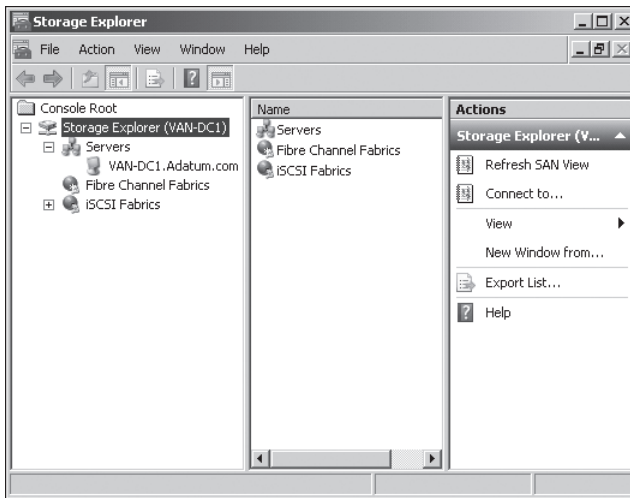 Storage Explorer
File Action View Window Help
Console Root
Storage Explorer (VAN-DC1)
Servers
VAN-DC1.Adatum.com
Fibre Channel Fabrics
iSCSI Fabrics
Name
Servers
Fibre Channel Fabrics
iSCSI Fabrics
Actions
Storage Explorer (V...
Refresh SAN View
Connect to...
View
New Window from...
Export List...
Help